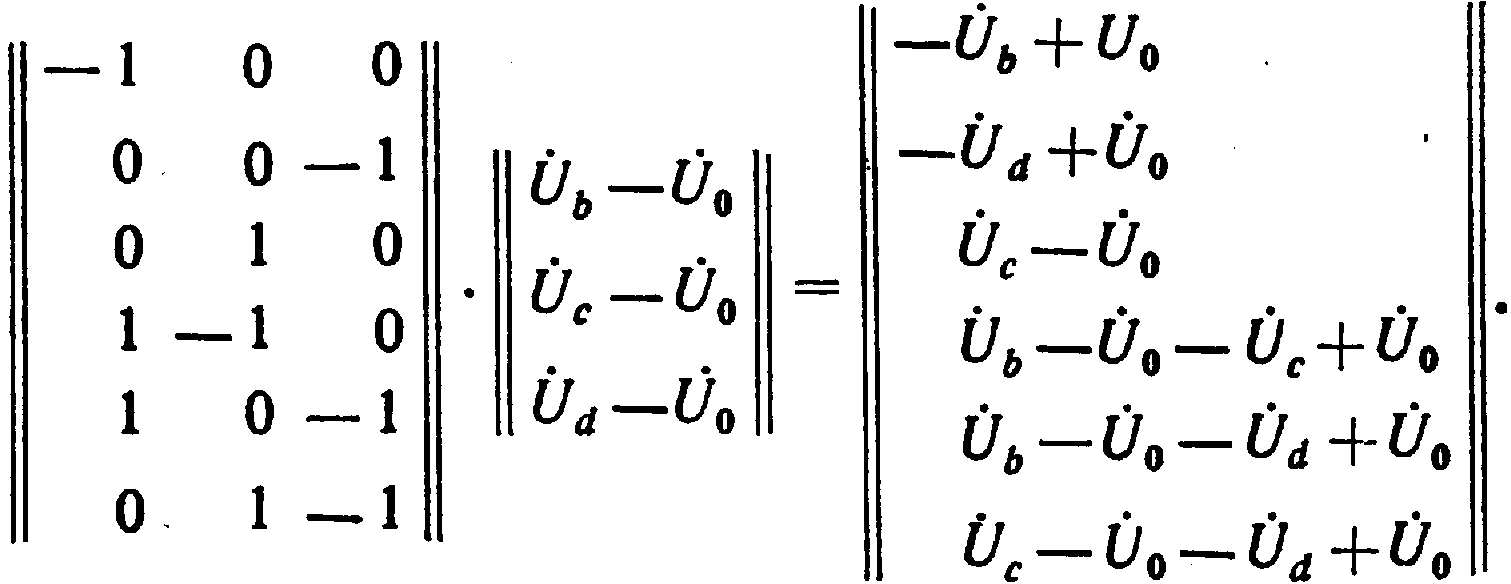 ‖ −1 0 0 ‖ ‖ −U̇_b + U_0 ‖
‖ 0 0 −1 ‖ ‖ U̇_b − U̇_0 ‖ ‖ −U̇_d + U̇_0 ‖
‖ 0 1 0 ‖ ‖ U̇_c − U̇_0 ‖
‖ 1 −1 0 ‖ · ‖ U̇_c − U̇_0 ‖ = ‖ U̇_b − U̇_0 − U̇_c + U̇_0 ‖.
‖ 1 0 −1 ‖ ‖ U̇_d − U̇_0 ‖ ‖ U̇_b − U̇_0 − U̇_d + U̇_0 ‖
‖ 0 1 −1 ‖ ‖ U̇_c − U̇_0 − U̇_d + U̇_0 ‖